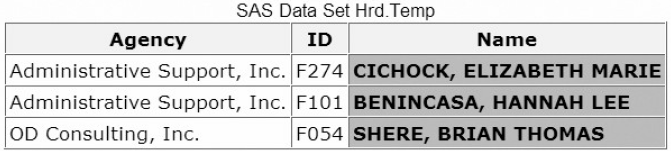 SAS Data Set Hrd.Temp
Agency ID Name
Administrative Support, Inc. F274 CICHOCK, ELIZABETH MARIE
Administrative Support, Inc. F101 BENINCASA, HANNAH LEE
OD Consulting, Inc. F054 SHERE, BRIAN THOMAS